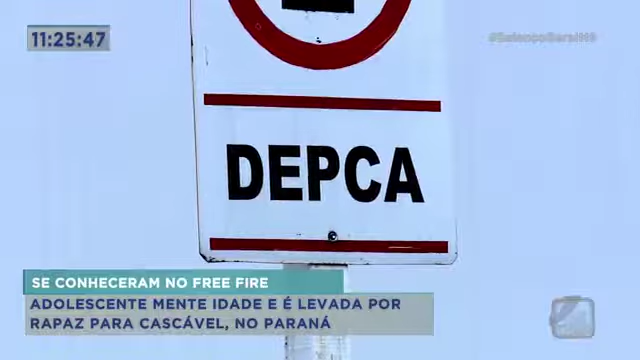 11:25:47
#BalancoGeralMS
DEPCA
SE CONHECERAM NO FREE FIRE
ADOLESCENTE MENTE IDADE E É LEVADA POR
RAPAZ PARA CASCÁVEL, NO PARANÁ